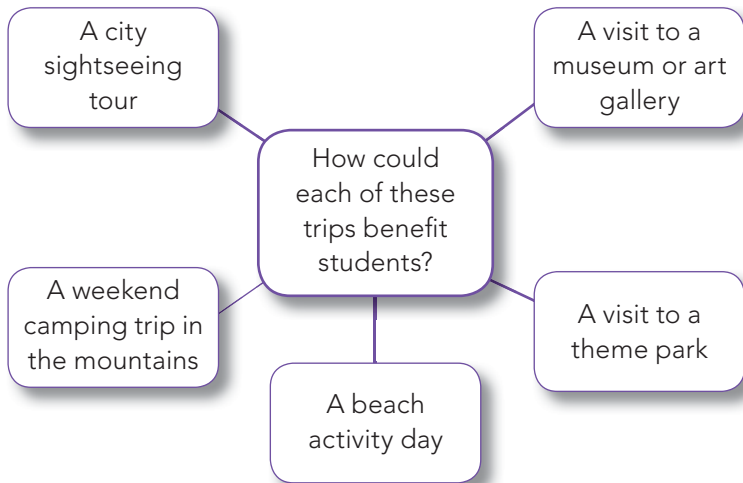 A city
sightseeing
tour
A visit to a
museum or art
gallery
How could
each of these
trips benefit
students?
A weekend
camping trip in
the mountains
A visit to a
theme park
A beach
activity day